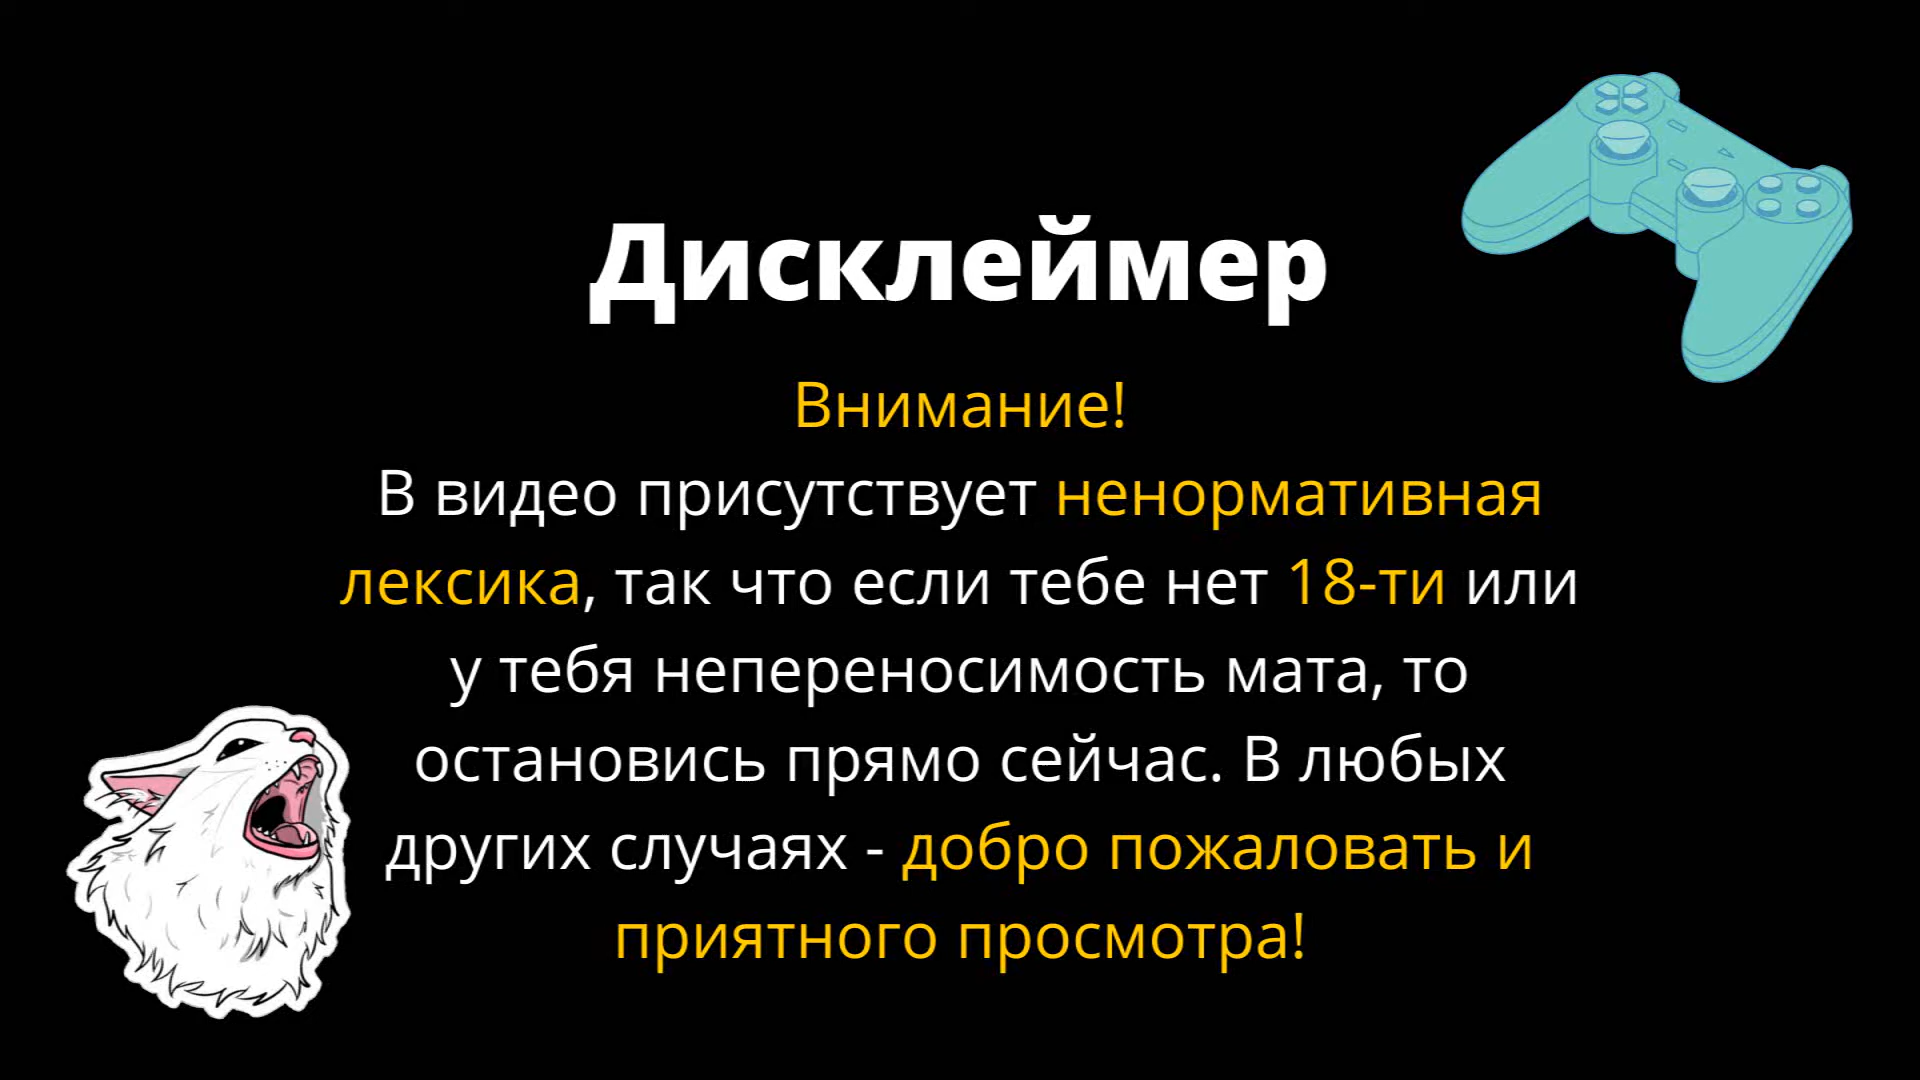 Дисклеймер
Внимание!
В видео присутствует ненормативная
лексика, так что если тебе нет 18-ти или
у тебя непереносимость мата, то
остановись прямо сейчас. В любых
других случаях - добро пожаловать и
приятного просмотра!